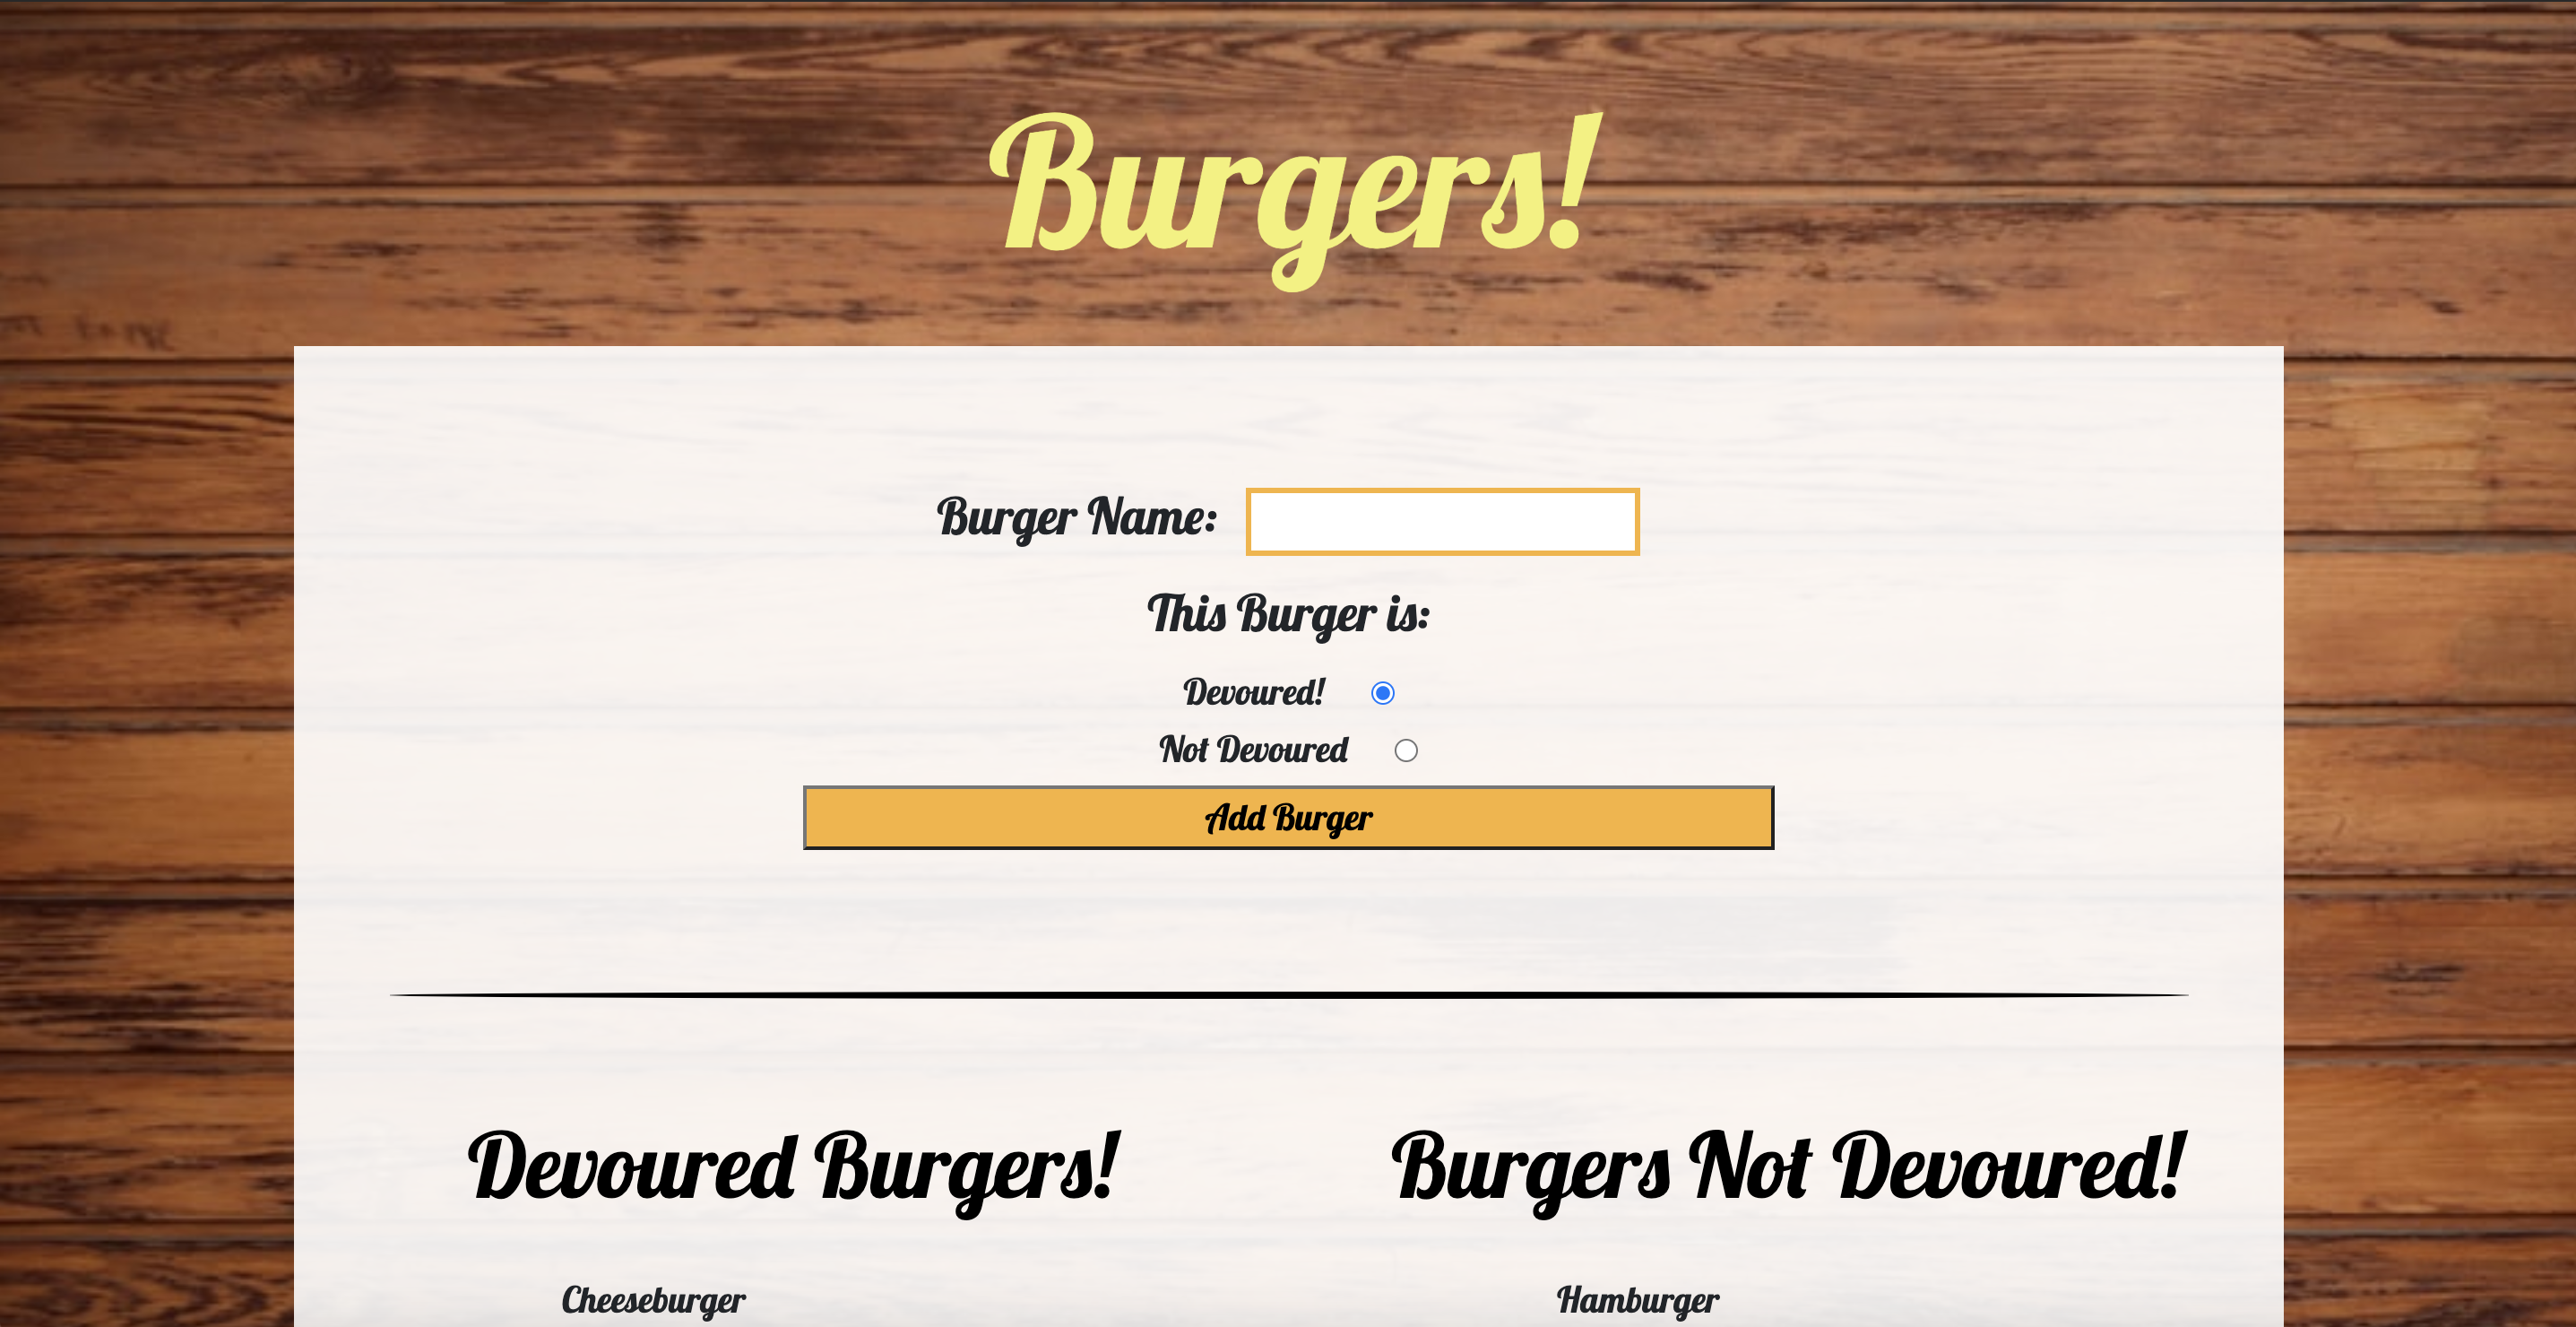 Burgers!
Burger Name:
This Burger is:
Devoured!
Not Devoured
Add Burger
Devoured Burgers!
Burgers Not Devoured!
Cheeseburger
Hamburger